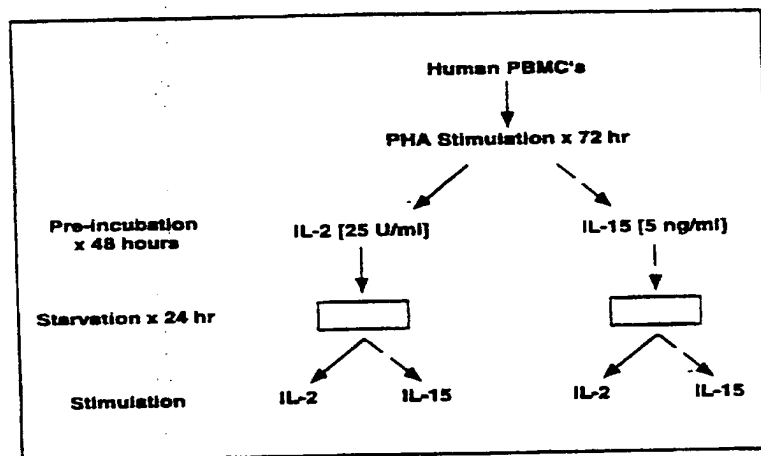 Human PBMC's
PHA Stimulation x 72 hr
Pre-incubation
x 48 hours
IL-2 [25 U/ml]
IL-15 [5 ng/ml]
Starvation x 24 hr
Stimulation
IL-2
IL-15
IL-2
IL-15